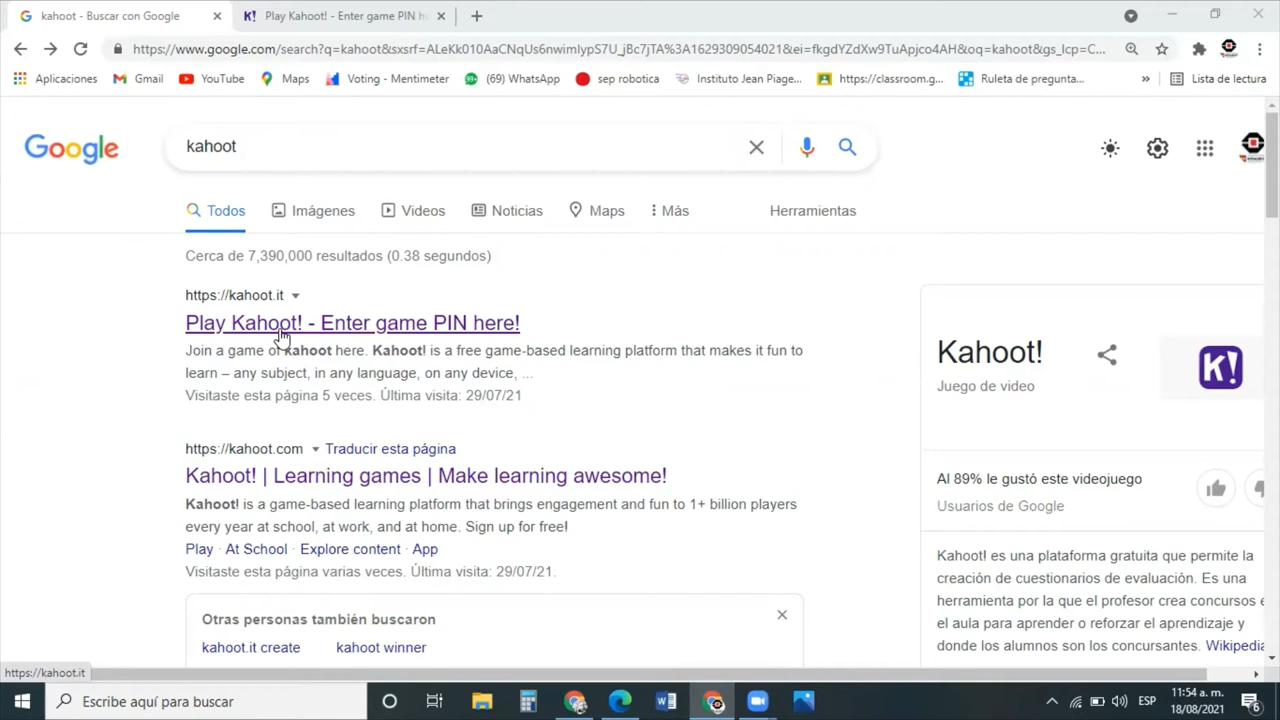 kahoot - Buscar con Google
Play Kahoot! - Enter game PIN h
https://www.google.com/search?q=kahoot&sxsrf=ALeKk010AaCNqUs6nwimlypS7U_jBc7jTA%3A1629309054021&ei=fkgdYZdXw9TuApjco4AH&oq=kahoot&gs_lcp=C...
Aplicaciones Gmail YouTube Maps Voting - Mentimeter (69) WhatsApp sep robotica Instituto Jean Piage... https://classroom.g... Ruleta de pregunta... » Lista de lectura
Google
kahoot
Todos Imágenes Videos Noticias Maps Más Herramientas
Cerca de 7,390,000 resultados (0.38 segundos)
https://kahoot.it
Play Kahoot! - Enter game PIN here!
Join a game of kahoot here. Kahoot! is a free game-based learning platform that makes it fun to
learn – any subject, in any language, on any device, ...
Visitaste esta página 5 veces. Última visita: 29/07/21
https://kahoot.com Traducir esta página
Kahoot! | Learning games | Make learning awesome!
Kahoot! is a game-based learning platform that brings engagement and fun to 1+ billion players
every year at school, at work, and at home. Sign up for free!
Play · At School · Explore content · App
Visitaste esta página varias veces. Última visita: 29/07/21.
Otras personas también buscaron
kahoot.it create kahoot winner
Kahoot!
Juego de video
K!
Al 89% le gustó este videojuego
Usuarios de Google
Kahoot! es una plataforma gratuita que permite la
creación de cuestionarios de evaluación. Es una
herramienta por la que el profesor crea concursos e
el aula para aprender o reforzar el aprendizaje y
donde los alumnos son los concursantes. Wikipedia
https://kahoot.it
Escribe aquí para buscar
ESP
11:54 a. m.
18/08/2021
6